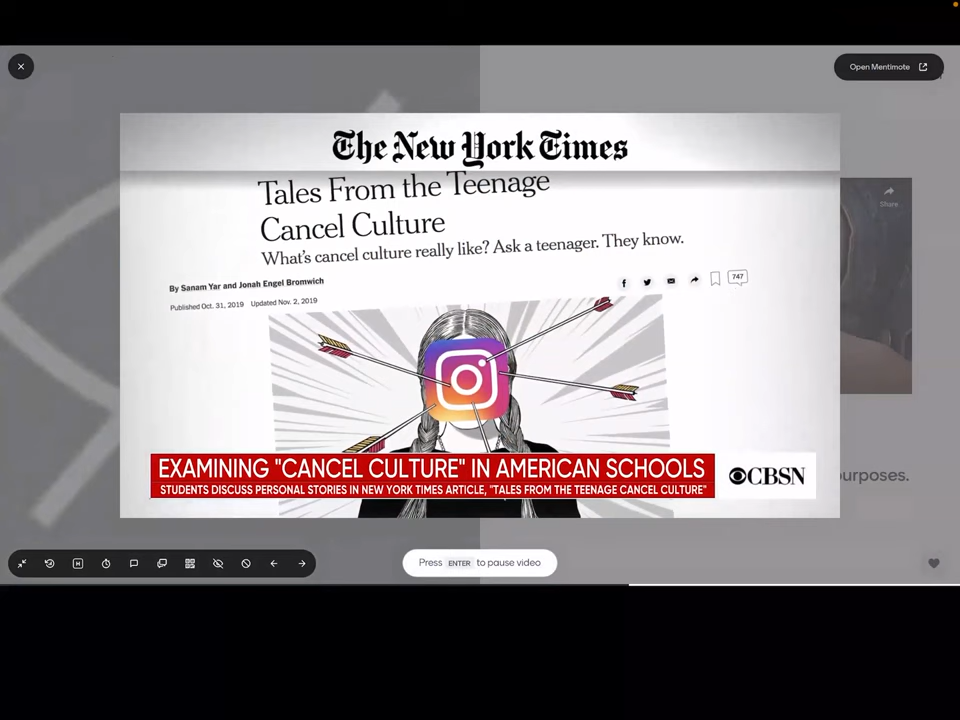 Open Mentimote
The New York Times
Tales From the Teenage
Cancel Culture
What's cancel culture really like? Ask a teenager. They know.
By Sanam Yar and Jonah Engel Bromwich
Published Oct. 31, 2019 Updated Nov. 2, 2019
747
Share
EXAMINING "CANCEL CULTURE" IN AMERICAN SCHOOLS
STUDENTS DISCUSS PERSONAL STORIES IN NEW YORK TIMES ARTICLE, "TALES FROM THE TEENAGE CANCEL CULTURE"
CBSN
purposes.
Press ENTER to pause video